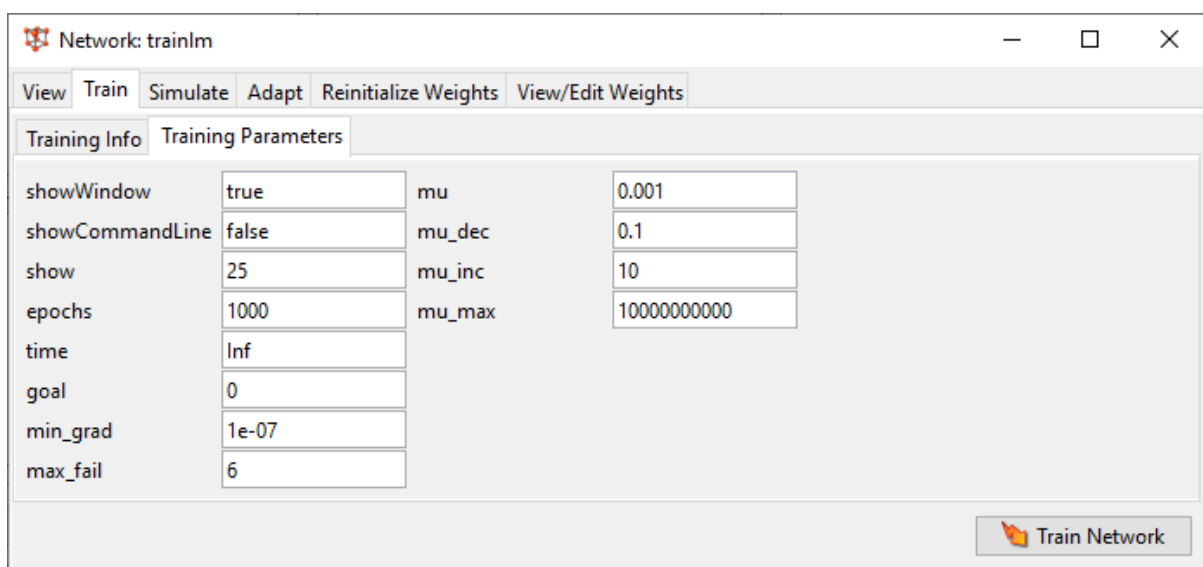 Network: trainlm
View Train Simulate Adapt Reinitialize Weights View/Edit Weights
Training Info Training Parameters
showWindow true mu 0.001
showCommandLine false mu_dec 0.1
show 25 mu_inc 10
epochs 1000 mu_max 10000000000
time Inf
goal 0
min_grad 1e-07
max_fail 6
Train Network